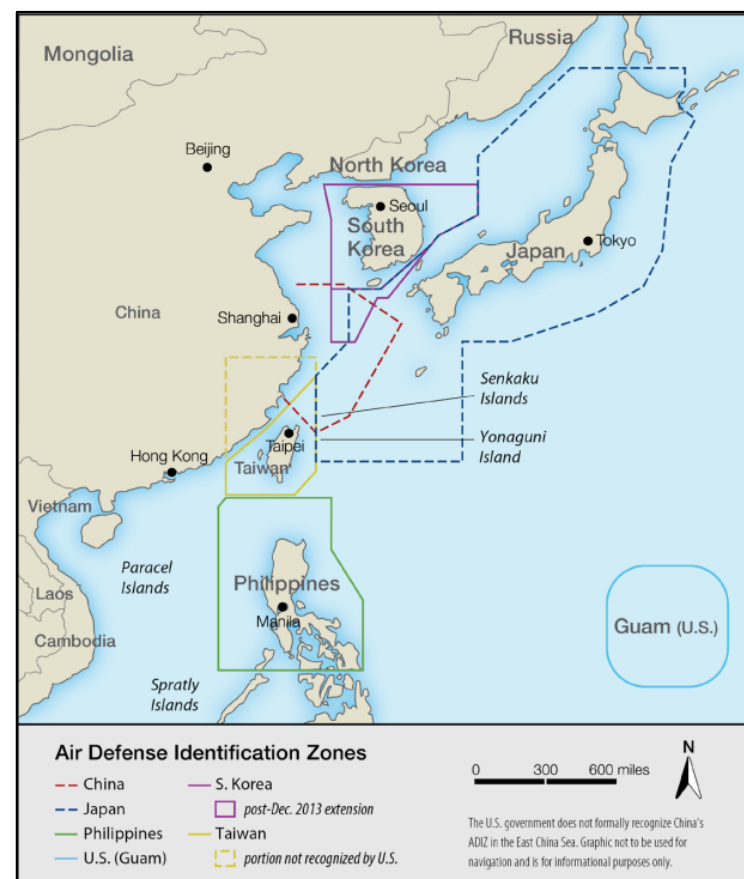 Mongolia
Russia
Beijing
North Korea
Seoul
South
Korea
Japan
Tokyo
China
Shanghai
Senkaku
Islands
Taipei
Yonaguni
Island
Hong Kong
Taiwan
Vietnam
Paracel
Islands
Laos
Philippines
Manila
Guam (U.S.)
Cambodia
Spratly
Islands
Air Defense Identification Zones
China
Japan
Philippines
U.S. (Guam)
S. Korea
post-Dec. 2013 extension
Taiwan
portion not recognized by U.S.
0 300 600 miles
N
The U.S. government does not formally recognize China's
ADIZ in the East China Sea. Graphic not to be used for
navigation and is for informational purposes only.